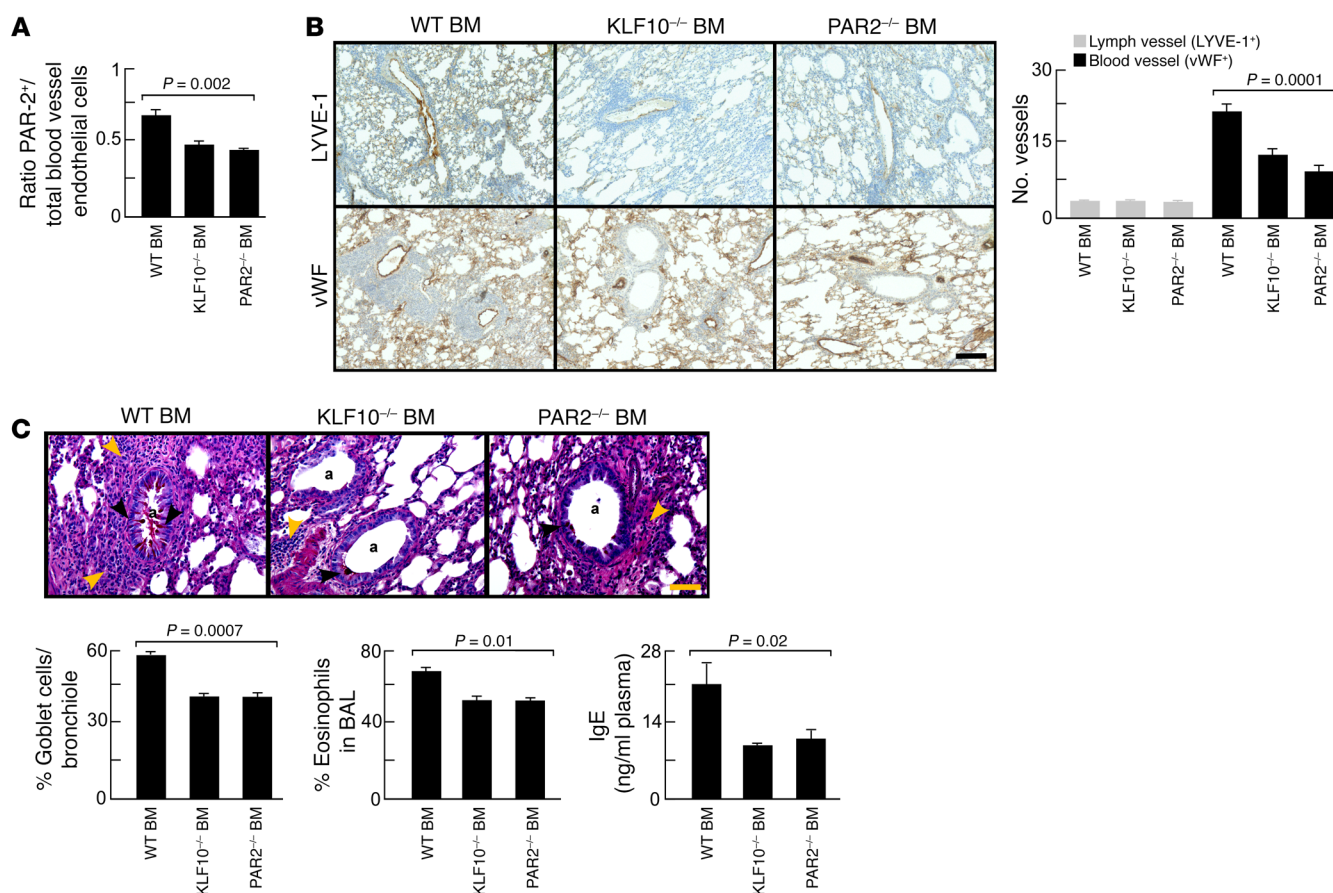 A
Ratio PAR-2⁺/
total blood vessel
endothelial cells
1
0.5
0
P = 0.002
WT BM
KLF10⁻/⁻ BM
PAR2⁻/⁻ BM
B
WT BM
KLF10⁻/⁻ BM
PAR2⁻/⁻ BM
LYVE-1
vWF
Lymph vessel (LYVE-1⁺)
Blood vessel (vWF⁺)
No. vessels
30
15
0
P = 0.0001
WT BM
KLF10⁻/⁻ BM
PAR2⁻/⁻ BM
WT BM
KLF10⁻/⁻ BM
PAR2⁻/⁻ BM
C
WT BM
KLF10⁻/⁻ BM
PAR2⁻/⁻ BM
a
a
a
a
% Goblet cells/
bronchiole
60
30
0
P = 0.0007
WT BM
KLF10⁻/⁻ BM
PAR2⁻/⁻ BM
% Eosinophils
in BAL
80
40
0
P = 0.01
WT BM
KLF10⁻/⁻ BM
PAR2⁻/⁻ BM
IgE
(ng/ml plasma)
28
14
0
P = 0.02
WT BM
KLF10⁻/⁻ BM
PAR2⁻/⁻ BM